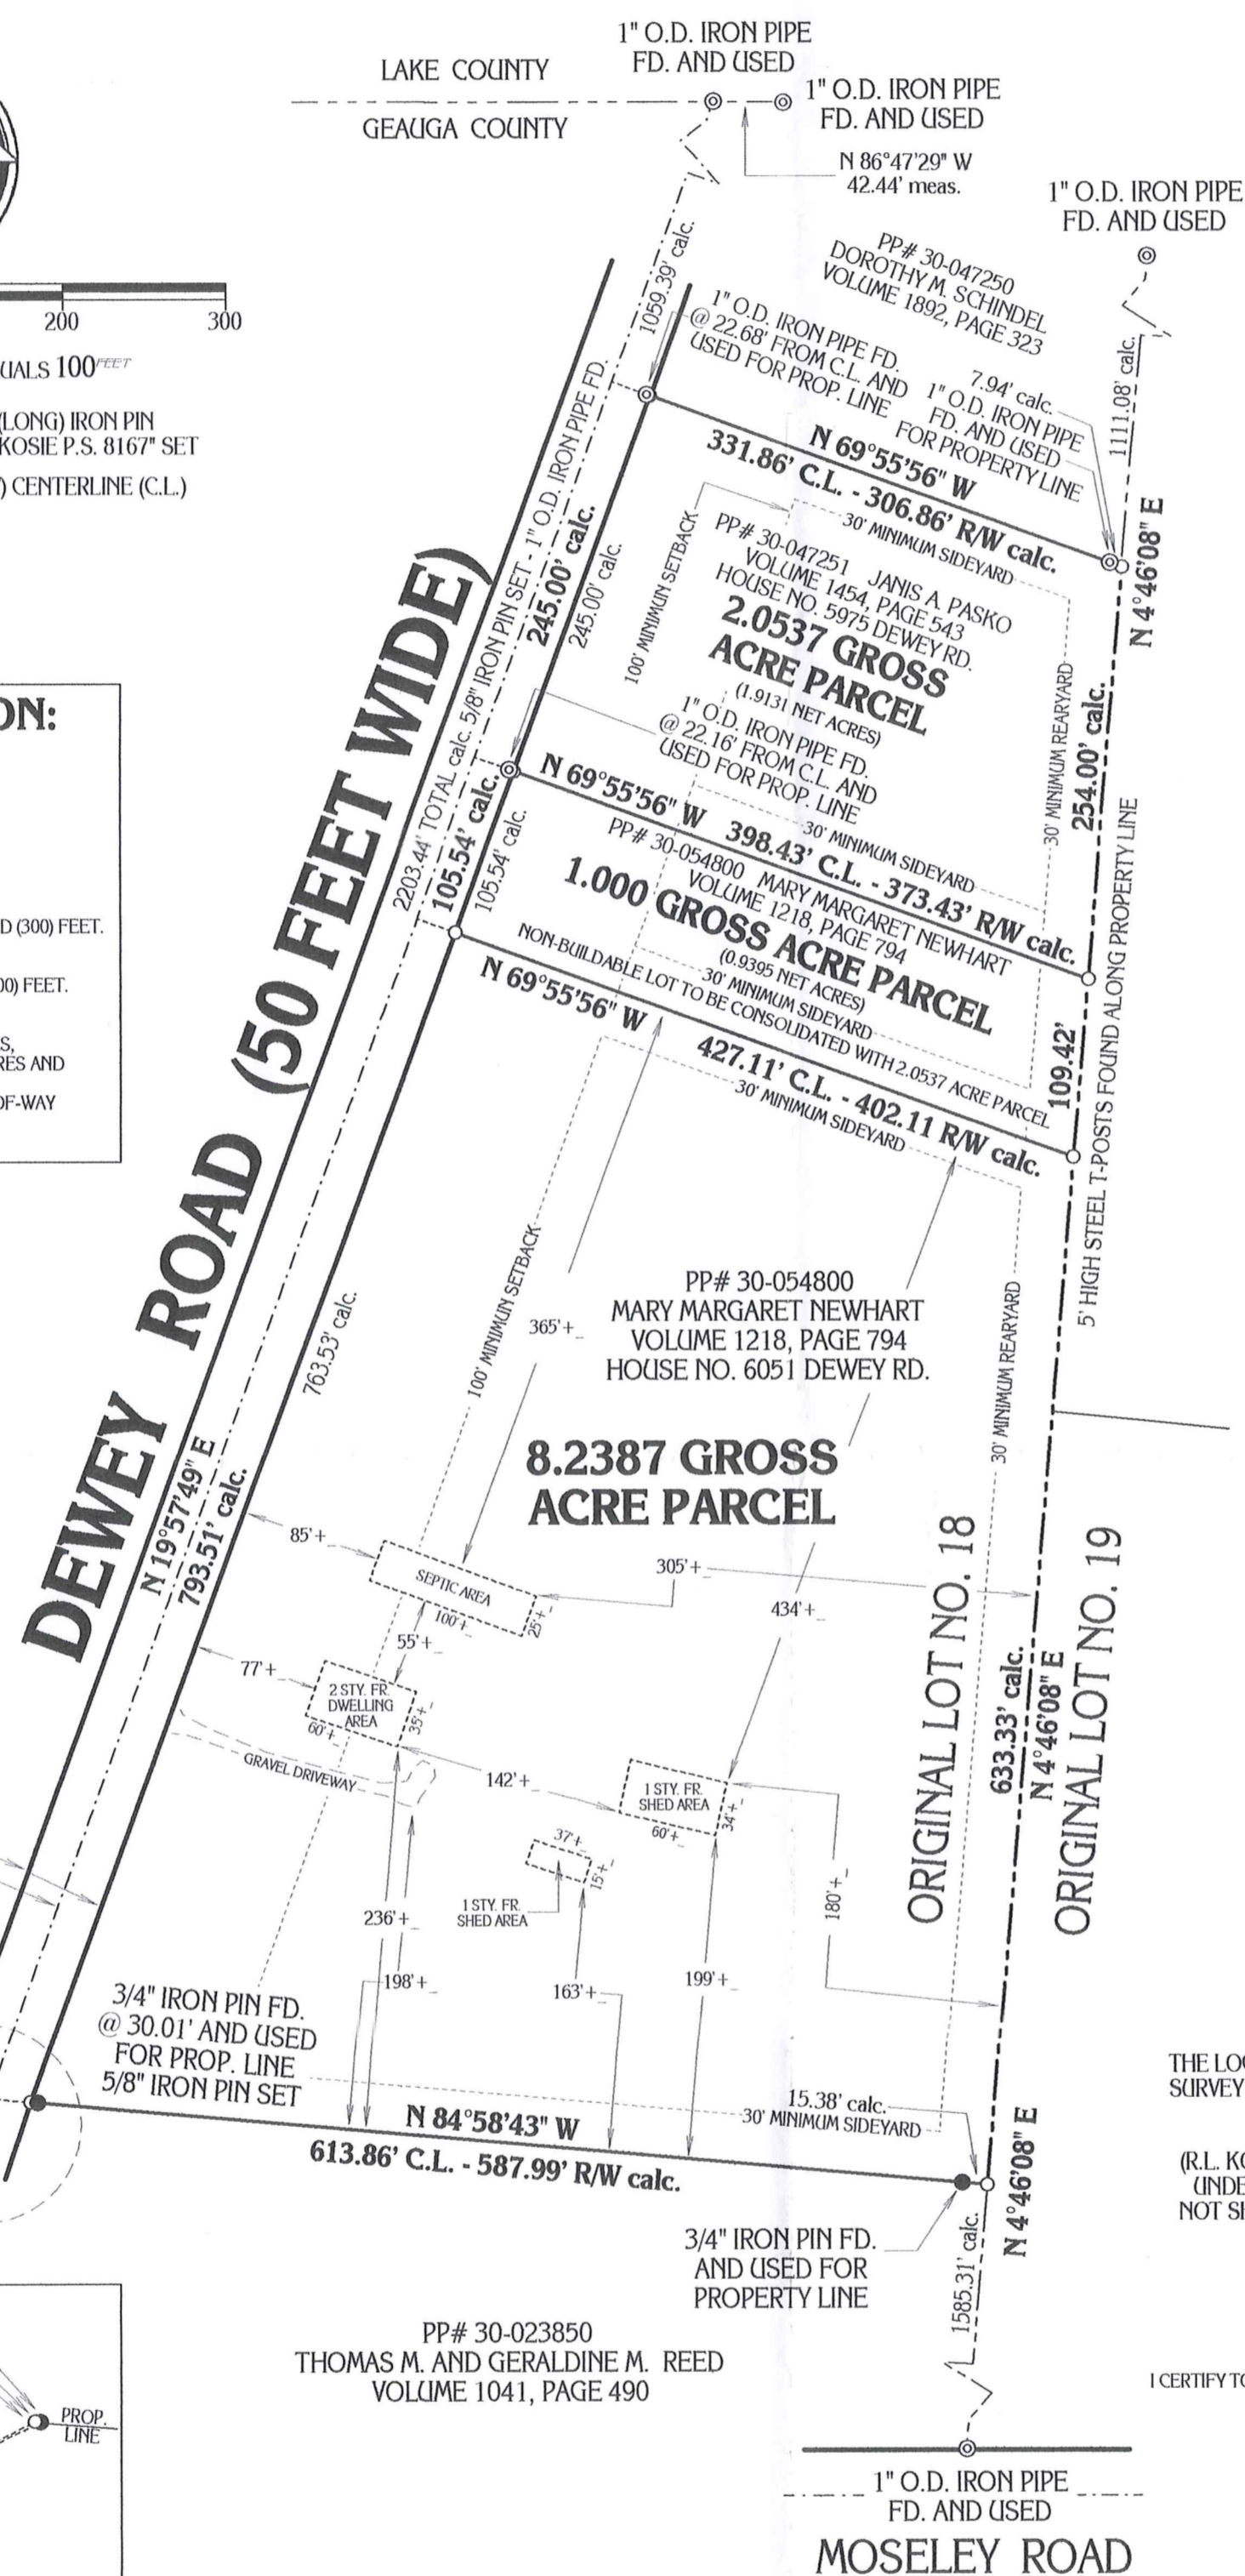 1" O.D. IRON PIPE
FD. AND USED
LAKE COUNTY
GEAUGA COUNTY
1" O.D. IRON PIPE
FD. AND USED
N 86°47'29" W
42.44' meas.
1" O.D. IRON PIPE
FD. AND USED
200 300
UALS 100 FEET
(LONG) IRON PIN
KOSIE P.S. 8167" SET
) CENTERLINE (C.L.)
PP# 30-047250
DOROTHY M. SCHINDEL
VOLUME 1892, PAGE 323
1059.39' calc.
1" O.D. IRON PIPE FD.
@ 22.68' FROM C.L. AND
USED FOR PROP. LINE
7.94' calc.
1" O.D. IRON PIPE
FD. AND USED
FOR PROPERTY LINE
1111.08' calc.
N 69°55'56" W
331.86' C.L. - 306.86' R/W calc.
30' MINIMUM SIDEYARD
N 4°46'08" E
245.00' calc.
245.00' calc.
100' MINIMUN SETBACK
PP# 30-047251 JANIS A. PASKO
VOLUME 1454, PAGE 543
HOUSE NO. 5975 DEWEY RD.
2.0537 GROSS
ACRE PARCEL
(1.9131 NET ACRES)
1" O.D. IRON PIPE FD.
@ 22.16' FROM C.L. AND
USED FOR PROP. LINE
30' MINIMUM REARYARD
254.00' calc.
5' HIGH STEEL T-POSTS FOUND ALONG PROPERTY LINE
2203.44' TOTAL calc. 5/8" IRON PIN SET - 1" O.D. IRON PIPE FD.
DEWEY ROAD (50 FEET WIDE)
ON:
D (300) FEET.
00) FEET.
S,
RES AND
OF-WAY
105.54' calc.
105.54' calc.
N 69°55'56" W 398.43' C.L. - 373.43' R/W calc.
30' MINIMUM SIDEYARD
PP# 30-054800 MARY MARGARET NEWHART
VOLUME 1218, PAGE 794
1.000 GROSS ACRE PARCEL
(0.9395 NET ACRES)
30' MINIMUM SIDEYARD
NON-BUILDABLE LOT TO BE CONSOLIDATED WITH 2.0537 ACRE PARCEL
109.42'
N 69°55'56" W
427.11' C.L. - 402.11 R/W calc.
30' MINIMUM SIDEYARD
763.53' calc.
100' MINIMUN SETBACK
365'+_
PP# 30-054800
MARY MARGARET NEWHART
VOLUME 1218, PAGE 794
HOUSE NO. 6051 DEWEY RD.
30' MINIMUM REARYARD
8.2387 GROSS
ACRE PARCEL
N 19°57'49" E
793.51' calc.
85'+_
SEPTIC AREA
100'+_
25'+_
305'+_
434'+_
55'+_
77'+_
2 STY. FR.
DWELLING
AREA
60'+_
35'+_
GRAVEL DRIVEWAY
142'+_
1 STY. FR.
SHED AREA
60'+_
34'+_
37'+_
15'+_
1 STY. FR.
SHED AREA
236'+_
198'+_
163'+_
199'+_
180'+_
ORIGINAL LOT NO. 18
633.33' calc.
N 4°46'08" E
ORIGINAL LOT NO. 19
3/4" IRON PIN FD.
@ 30.01' AND USED
FOR PROP. LINE
5/8" IRON PIN SET
15.38' calc.
30' MINIMUM SIDEYARD
N 84°58'43" W
613.86' C.L. - 587.99' R/W calc.
N 4°46'08" E
THE LOC
SURVEY
(R.L. KO
UNDE
NOT SH
3/4" IRON PIN FD.
AND USED FOR
PROPERTY LINE
1585.31' calc.
PP# 30-023850
THOMAS M. AND GERALDINE M. REED
VOLUME 1041, PAGE 490
I CERTIFY TO
PROP.
LINE
1" O.D. IRON PIPE
FD. AND USED
MOSELEY ROAD